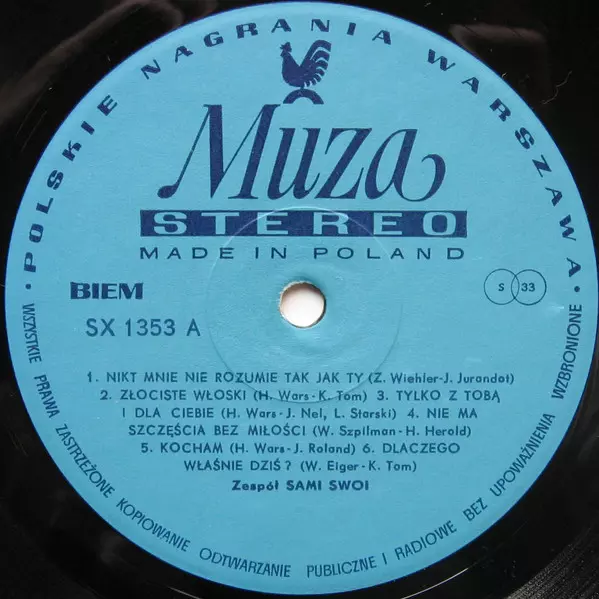 • POLSKIE NAGRANIA WARSZAWA •
Muza
STEREO
MADE IN POLAND
BIEM
S 33
SX 1353 A
1. NIKT MNIE NIE ROZUMIE TAK JAK TY (Z. Wiehler-J. Jurandot)
2. ZŁOCISTE WŁOSKI (H. Wars-K. Tom) 3. TYLKO Z TOBĄ
I DLA CIEBIE (H. Wars-J. Nel, L. Starski) 4. NIE MA
SZCZĘŚCIA BEZ MIŁOŚCI (W. Szpilman-H. Herold)
5. KOCHAM (H. Wars-J. Roland) 6. DLACZEGO
WŁAŚNIE DZIŚ? (W. Eiger-K. Tom)
Zespół SAMI SWOI
WSZYSTKIE PRAWA ZASTRZEŻONE KOPIOWANIE ODTWARZANIE PUBLICZNE I RADIOWE BEZ UPOWAŻNIENIA WZBRONIONE